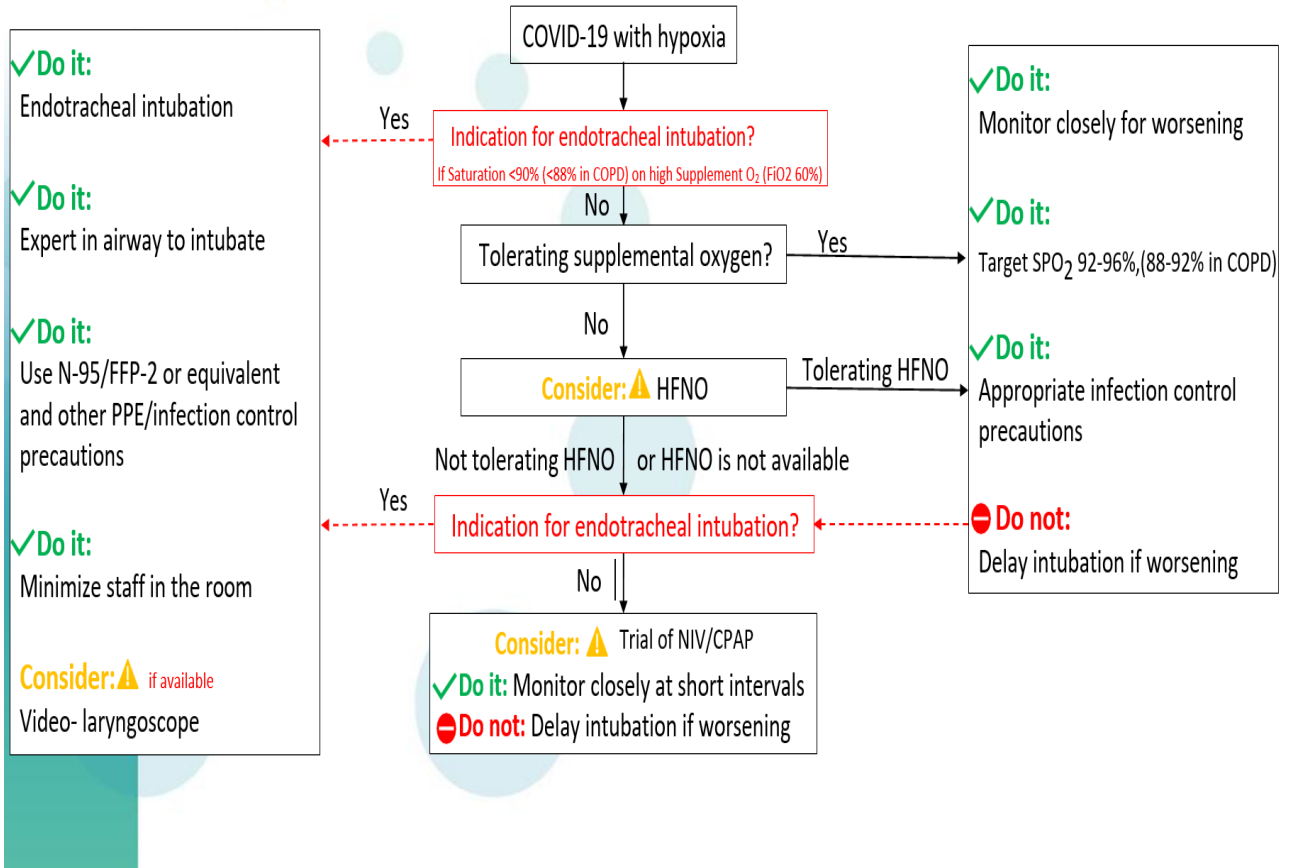 COVID-19 with hypoxia
Indication for endotracheal intubation?
If Saturation <90% (<88% in COPD) on high Supplement O₂ (FiO2 60%)
Yes
No
Tolerating supplemental oxygen?
Yes
No
Consider: HFNO
Tolerating HFNO
Not tolerating HFNO or HFNO is not available
Indication for endotracheal intubation?
Yes
No
Consider: Trial of NIV/CPAP
Do it: Monitor closely at short intervals
Do not: Delay intubation if worsening
Do it:
Endotracheal intubation
Do it:
Expert in airway to intubate
Do it:
Use N-95/FFP-2 or equivalent
and other PPE/infection control
precautions
Do it:
Minimize staff in the room
Consider: if available
Video- laryngoscope
Do it:
Monitor closely for worsening
Do it:
Target SPO₂ 92-96%,(88-92% in COPD)
Do it:
Appropriate infection control
precautions
Do not:
Delay intubation if worsening